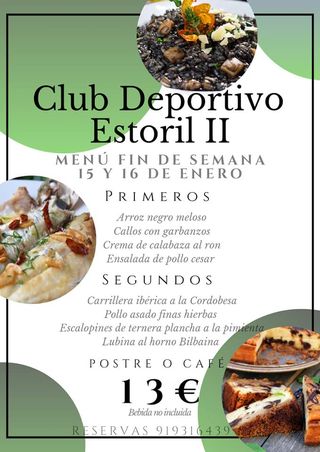 Club Deportivo
Estoril II
MENÚ FIN DE SEMANA
15 Y 16 DE ENERO
PRIMEROS
Arroz negro meloso
Callos con garbanzos
Crema de calabaza al ron
Ensalada de pollo cesar
SEGUNDOS
Carrillera ibérica a la Cordobesa
Pollo asado finas hierbas
Escalopines de ternera plancha a la pimienta
Lubina al horno Bilbaina
POSTRE O CAFÉ
13€
Bebida no incluida
RESERVAS 919316439